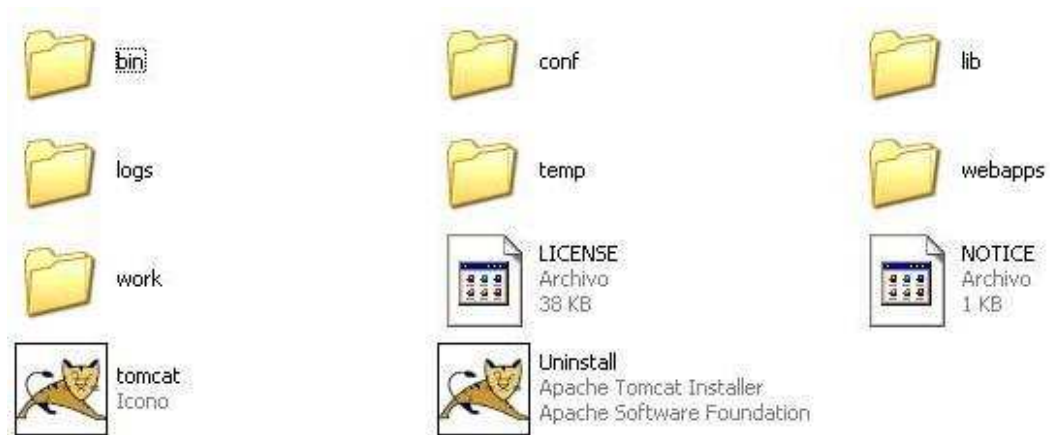 bin
conf
lib
logs
temp
webapps
work
LICENSE
Archivo
38 KB
NOTICE
Archivo
1 KB
tomcat
Icono
Uninstall
Apache Tomcat Installer
Apache Software Foundation